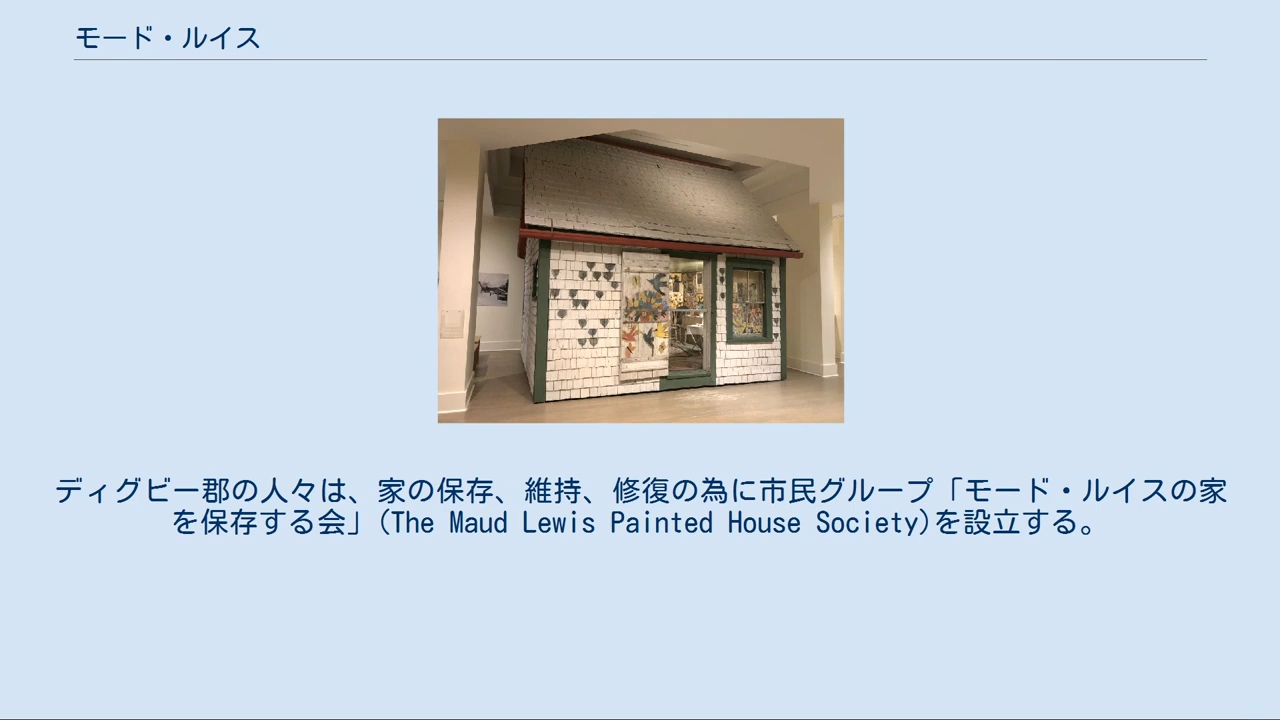 モード・ルイス
ディグビー郡の人々は、家の保存、維持、修復の為に市民グループ「モード・ルイスの家
を保存する会」(The Maud Lewis Painted House Society)を設立する。